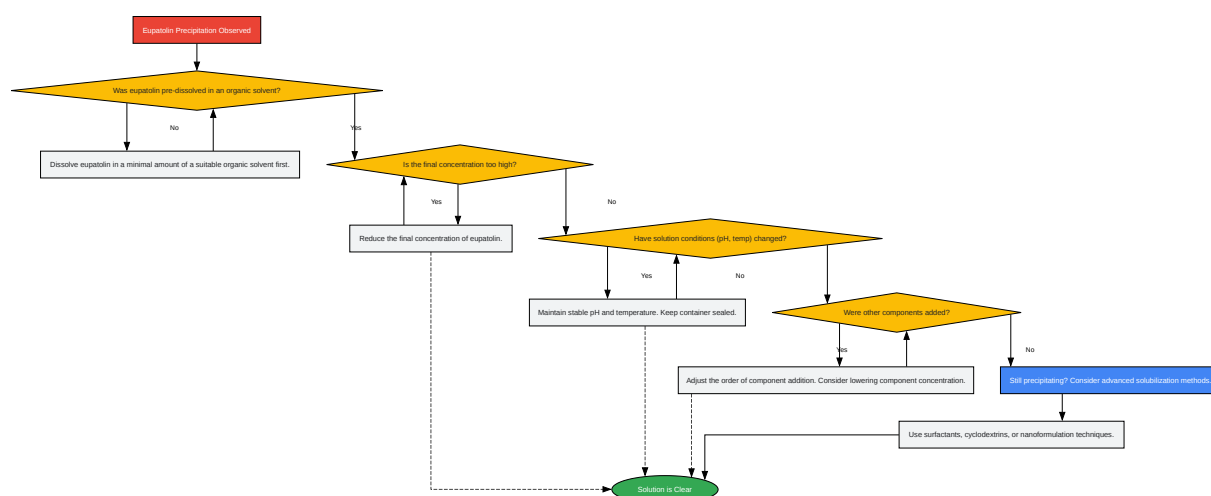 Eupatolin Precipitation Observed
Was eupatolin pre-dissolved in an organic solvent?
No
Yes
Dissolve eupatolin in a minimal amount of a suitable organic solvent first.
Is the final concentration too high?
Yes
No
Reduce the final concentration of eupatolin.
Have solution conditions (pH, temp) changed?
Yes
No
Maintain stable pH and temperature. Keep container sealed.
Were other components added?
Yes
No
Adjust the order of component addition. Consider lowering component concentration.
Still precipitating? Consider advanced solubilization methods.
Use surfactants, cyclodextrins, or nanoformulation techniques.
Solution is Clear